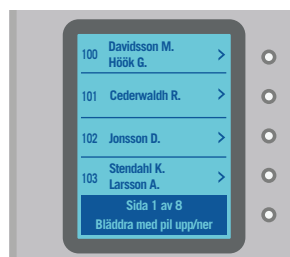 100 Davidsson M.
Höök G.
101 Cederwaldh R.
102 Jonsson D.
103 Stendahl K.
Larsson A.
Sida 1 av 8
Bläddra med pil upp/ner